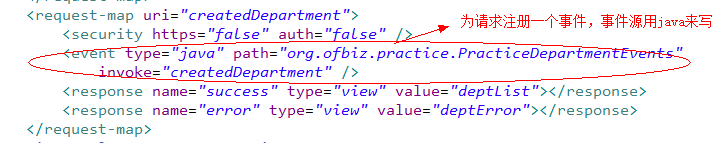 <request-map uri="createdDepartment">
<security https="false" auth="false" />
为请求注册一个事件，事件源用java来写
<event type="java" path="org.ofbiz.practice.PracticeDepartmentEvents"
invoke="createdDepartment" />
<response name="success" type="view" value="deptList"></response>
<response name="error" type="view" value="deptError"></response>
</request-map>